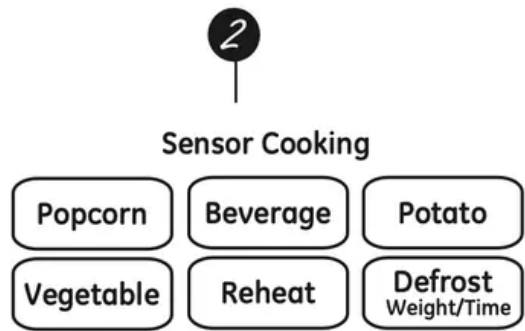 2
Sensor Cooking
Popcorn Beverage Potato
Vegetable Reheat Defrost
Weight/Time